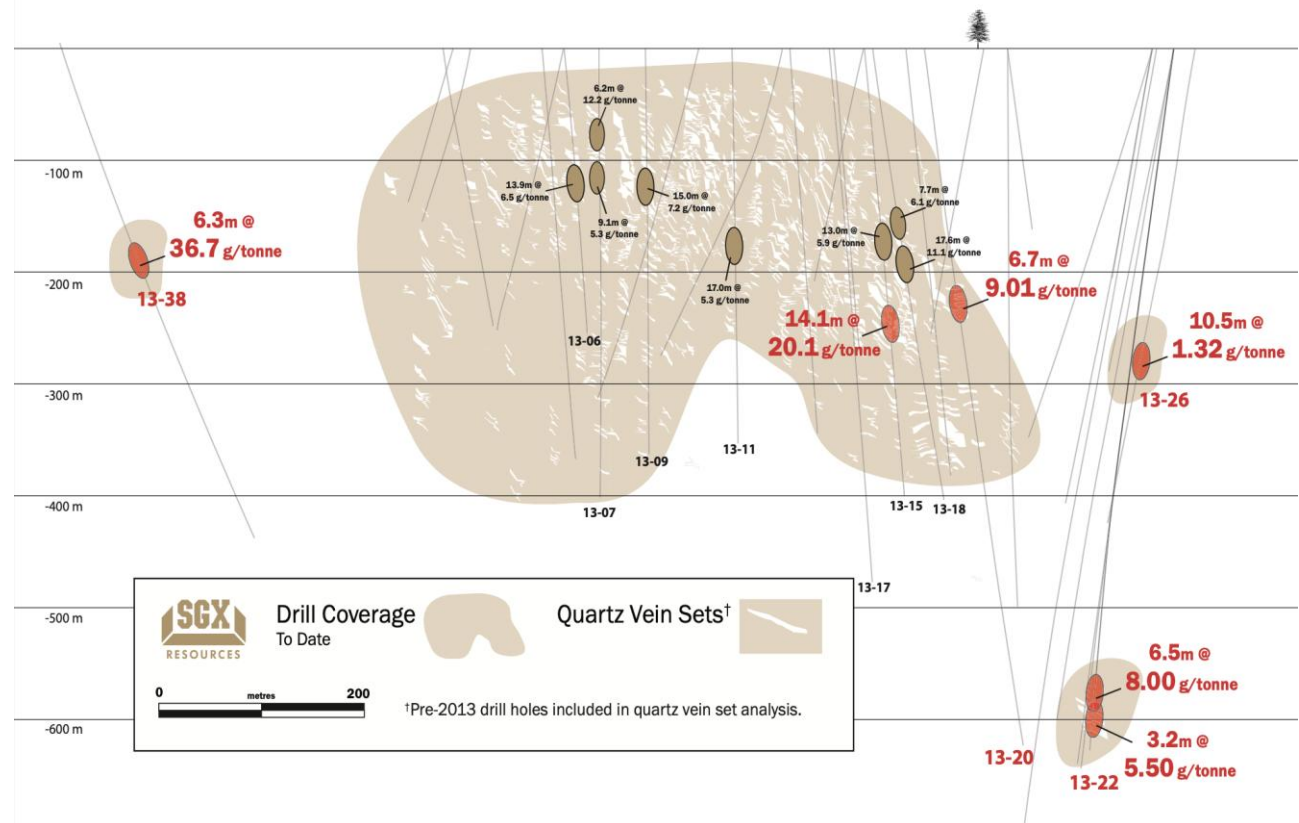 6.2m @
12.2 g/tonne
-100 m
13.9m @
6.5 g/tonne
9.1m @
5.3 g/tonne
15.0m @
7.2 g/tonne
7.7m @
6.1 g/tonne
13.0m @
5.9 g/tonne
17.6m @
11.1 g/tonne
6.3m @
36.7 g/tonne
13-38
-200 m
17.0m @
5.3 g/tonne
6.7m @
9.01 g/tonne
14.1m @
20.1 g/tonne
10.5m @
1.32 g/tonne
13-26
13-06
-300 m
13-11
13-09
-400 m
13-07
13-15
13-18
13-17
-500 m
SGX
RESOURCES
Drill Coverage
To Date
Quartz Vein Sets†
0 metres 200
†Pre-2013 drill holes included in quartz vein set analysis.
6.5m @
8.00 g/tonne
-600 m
3.2m @
5.50 g/tonne
13-20
13-22